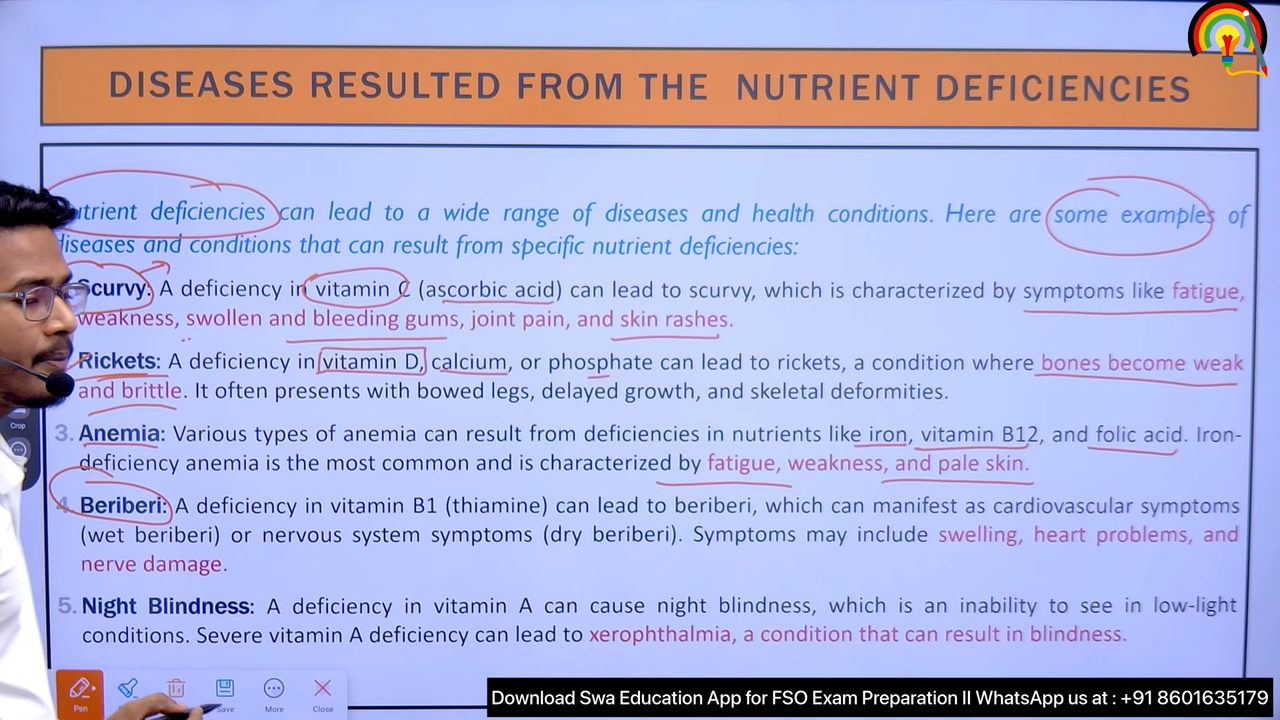 DISEASES RESULTED FROM THE NUTRIENT DEFICIENCIES
utrient deficiencies can lead to a wide range of diseases and health conditions. Here are some examples of
diseases and conditions that can result from specific nutrient deficiencies:
Scurvy: A deficiency in vitamin C (ascorbic acid) can lead to scurvy, which is characterized by symptoms like fatigue,
weakness, swollen and bleeding gums, joint pain, and skin rashes.
Rickets: A deficiency in vitamin D, calcium, or phosphate can lead to rickets, a condition where bones become weak
and brittle. It often presents with bowed legs, delayed growth, and skeletal deformities.
3. Anemia: Various types of anemia can result from deficiencies in nutrients like iron, vitamin B12, and folic acid. Iron-
deficiency anemia is the most common and is characterized by fatigue, weakness, and pale skin.
4. Beriberi: A deficiency in vitamin B1 (thiamine) can lead to beriberi, which can manifest as cardiovascular symptoms
(wet beriberi) or nervous system symptoms (dry beriberi). Symptoms may include swelling, heart problems, and
nerve damage.
5. Night Blindness: A deficiency in vitamin A can cause night blindness, which is an inability to see in low-light
conditions. Severe vitamin A deficiency can lead to xerophthalmia, a condition that can result in blindness.
Crop
Pen Save More Close
Download Swa Education App for FSO Exam Preparation II WhatsApp us at : +91 8601635179